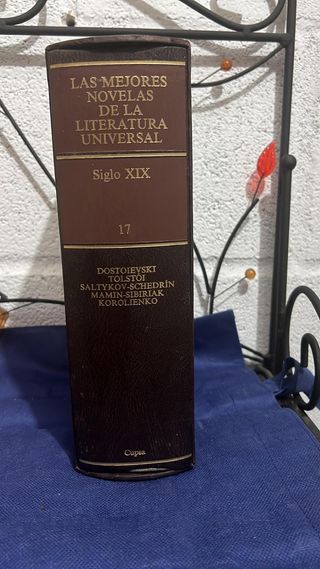 LAS MEJORES
NOVELAS
DE LA
LITERATURA
UNIVERSAL
Siglo XIX
17
DOSTOIEVSKI
TOLSTOI
SALTYKOV-SCHEDRÍN
MAMIN-SIBIRIAK
KOROLIENKO
Cupsa